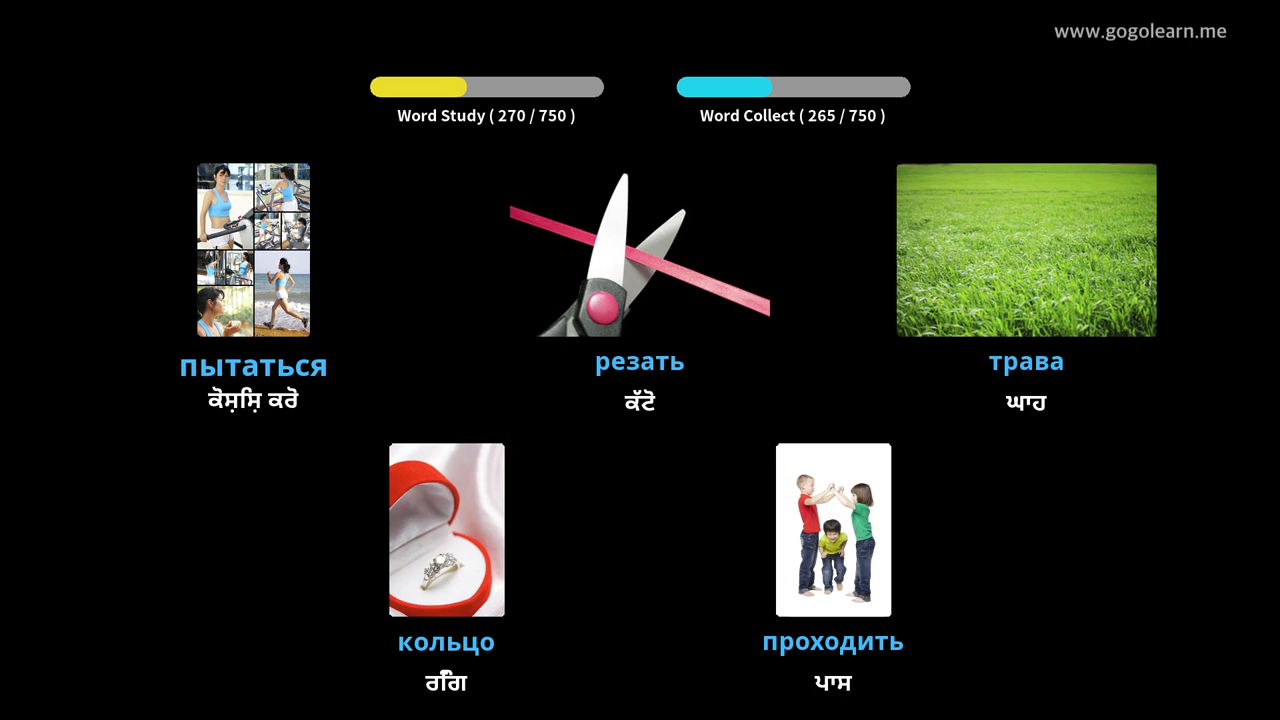 www.gogolearn.me
Word Study ( 270 / 750 )
Word Collect ( 265 / 750 )
пытаться
ਕੋਸ਼ਸ਼ਿ ਕਰੋ
резать
ਕੱਟੋ
трава
ਘਾਹ
кольцо
ਰਿੰਗ
проходить
ਪਾਸ